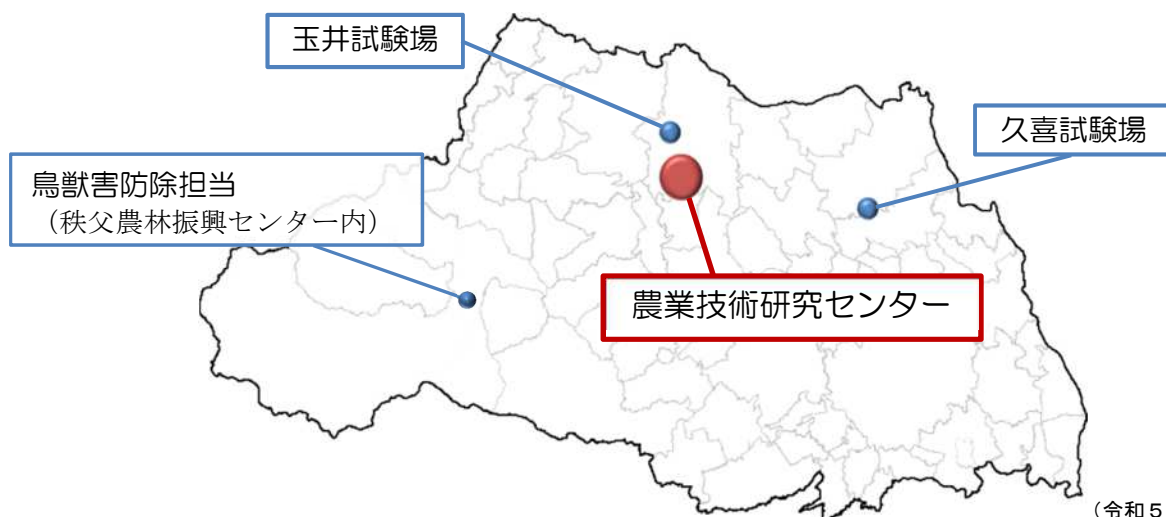 玉井試験場
久喜試験場
鳥獣害防除担当
（秩父農林振興センター内）
農業技術研究センター
（令和５